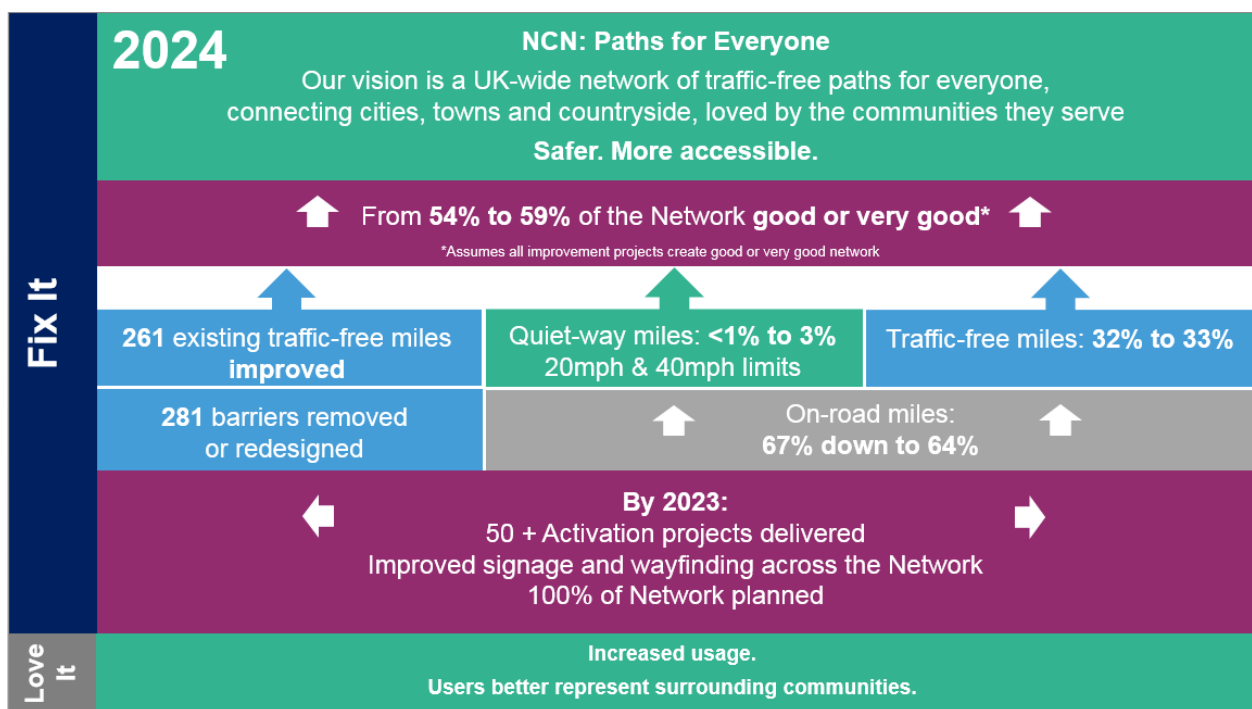 2024
NCN: Paths for Everyone
Our vision is a UK-wide network of traffic-free paths for everyone,
connecting cities, towns and countryside, loved by the communities they serve
Safer. More accessible.
Fix It
From 54% to 59% of the Network good or very good*
*Assumes all improvement projects create good or very good network
261 existing traffic-free miles
improved
Quiet-way miles: <1% to 3%
20mph & 40mph limits
Traffic-free miles: 32% to 33%
281 barriers removed
or redesigned
On-road miles:
67% down to 64%
By 2023:
50 + Activation projects delivered
Improved signage and wayfinding across the Network
100% of Network planned
Love
It
Increased usage.
Users better represent surrounding communities.